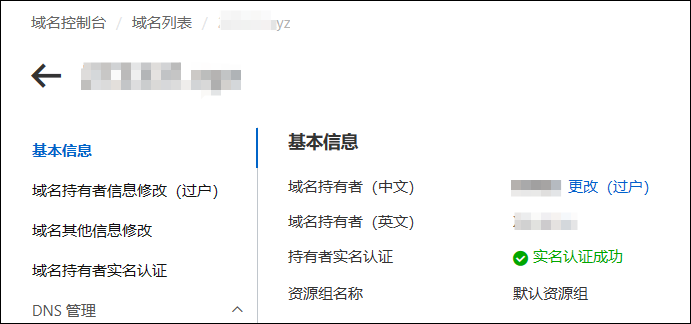 域名控制台 / 域名列表 / yz
基本信息
域名持有者信息修改（过户）
域名其他信息修改
域名持有者实名认证
DNS 管理
基本信息
域名持有者（中文） 更改（过户）
域名持有者（英文）
持有者实名认证 实名认证成功
资源组名称 默认资源组